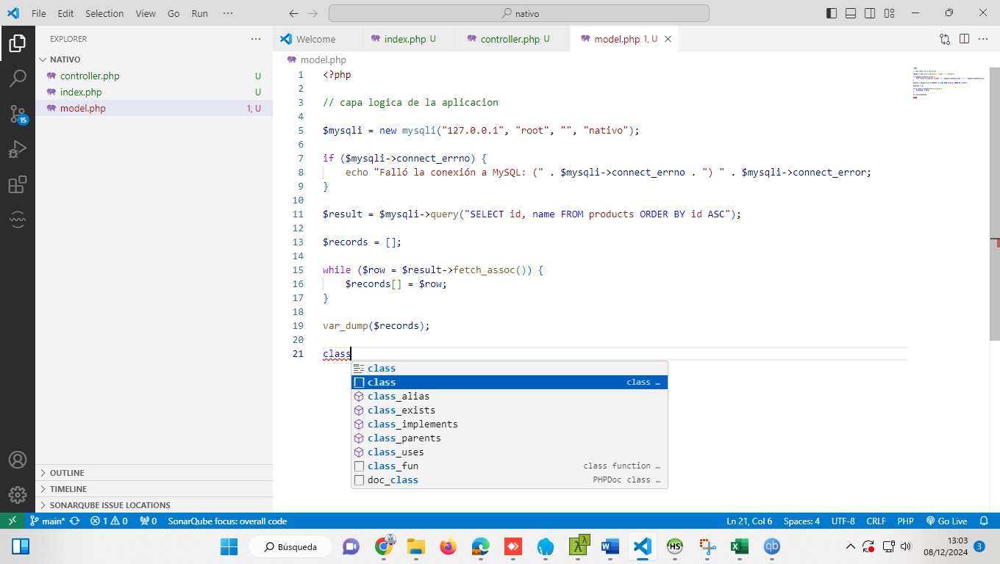 File Edit Selection View Go Run ···
nativo
EXPLORER
NATIVO
controller.php U
index.php U
model.php 1, U
OUTLINE
TIMELINE
SONARQUBE ISSUE LOCATIONS
15
Welcome index.php U controller.php U model.php 1, U
model.php
1 <?php
2
3 // capa logica de la aplicacion
4
5 $mysqli = new mysqli("127.0.0.1", "root", "", "nativo");
6
7 if ($mysqli->connect_errno) {
8 echo "Falló la conexión a MySQL: (" . $mysqli->connect_errno . ") " . $mysqli->connect_error;
9 }
10
11 $result = $mysqli->query("SELECT id, name FROM products ORDER BY id ASC");
12
13 $records = [];
14
15 while ($row = $result->fetch_assoc()) {
16 $records[] = $row;
17 }
18
19 var_dump($records);
20
21 class
class
class class …
class_alias
class_exists
class_implements
class_parents
class_uses
class_fun class function …
doc_class PHPDoc class …
main* 1 0 0 SonarQube focus: overall code Ln 21, Col 6 Spaces: 4 UTF-8 CRLF PHP Go Live
Búsqueda
HS
qb
13:03
08/12/2024
3